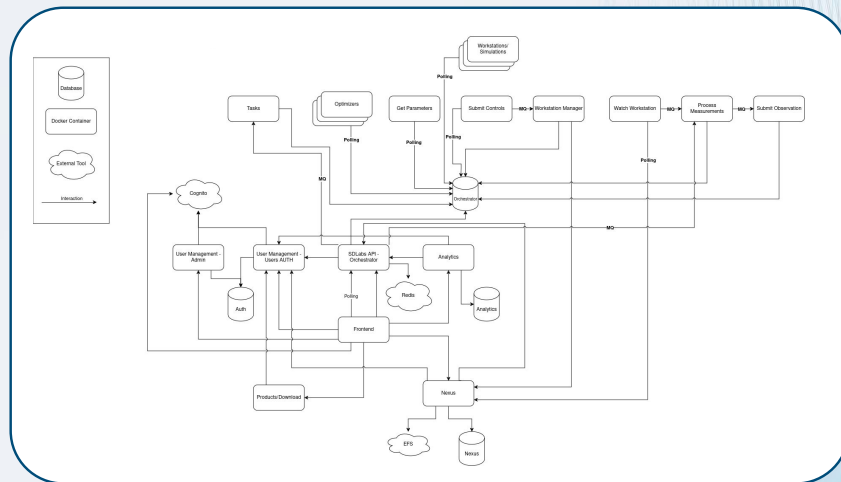 Workstations/
Simulations
Polling
Database
Tasks
Optimizers
Get Parameters
Submit Controls
MQ
Workstation Manager
Watch Workstation
MQ
Process
Measurements
MQ
Submit Observation
Docker Container
Polling
Polling
Polling
Polling
External Tool
MQ
Cognito
Orchestrator
Interaction
MQ
User Management -
Admin
User Management -
Users AUTH
SDLabs API -
Orchestrator
Analytics
Polling
Redis
Auth
Analytics
Frontend
Products/Download
Nexus
EFS
Nexus